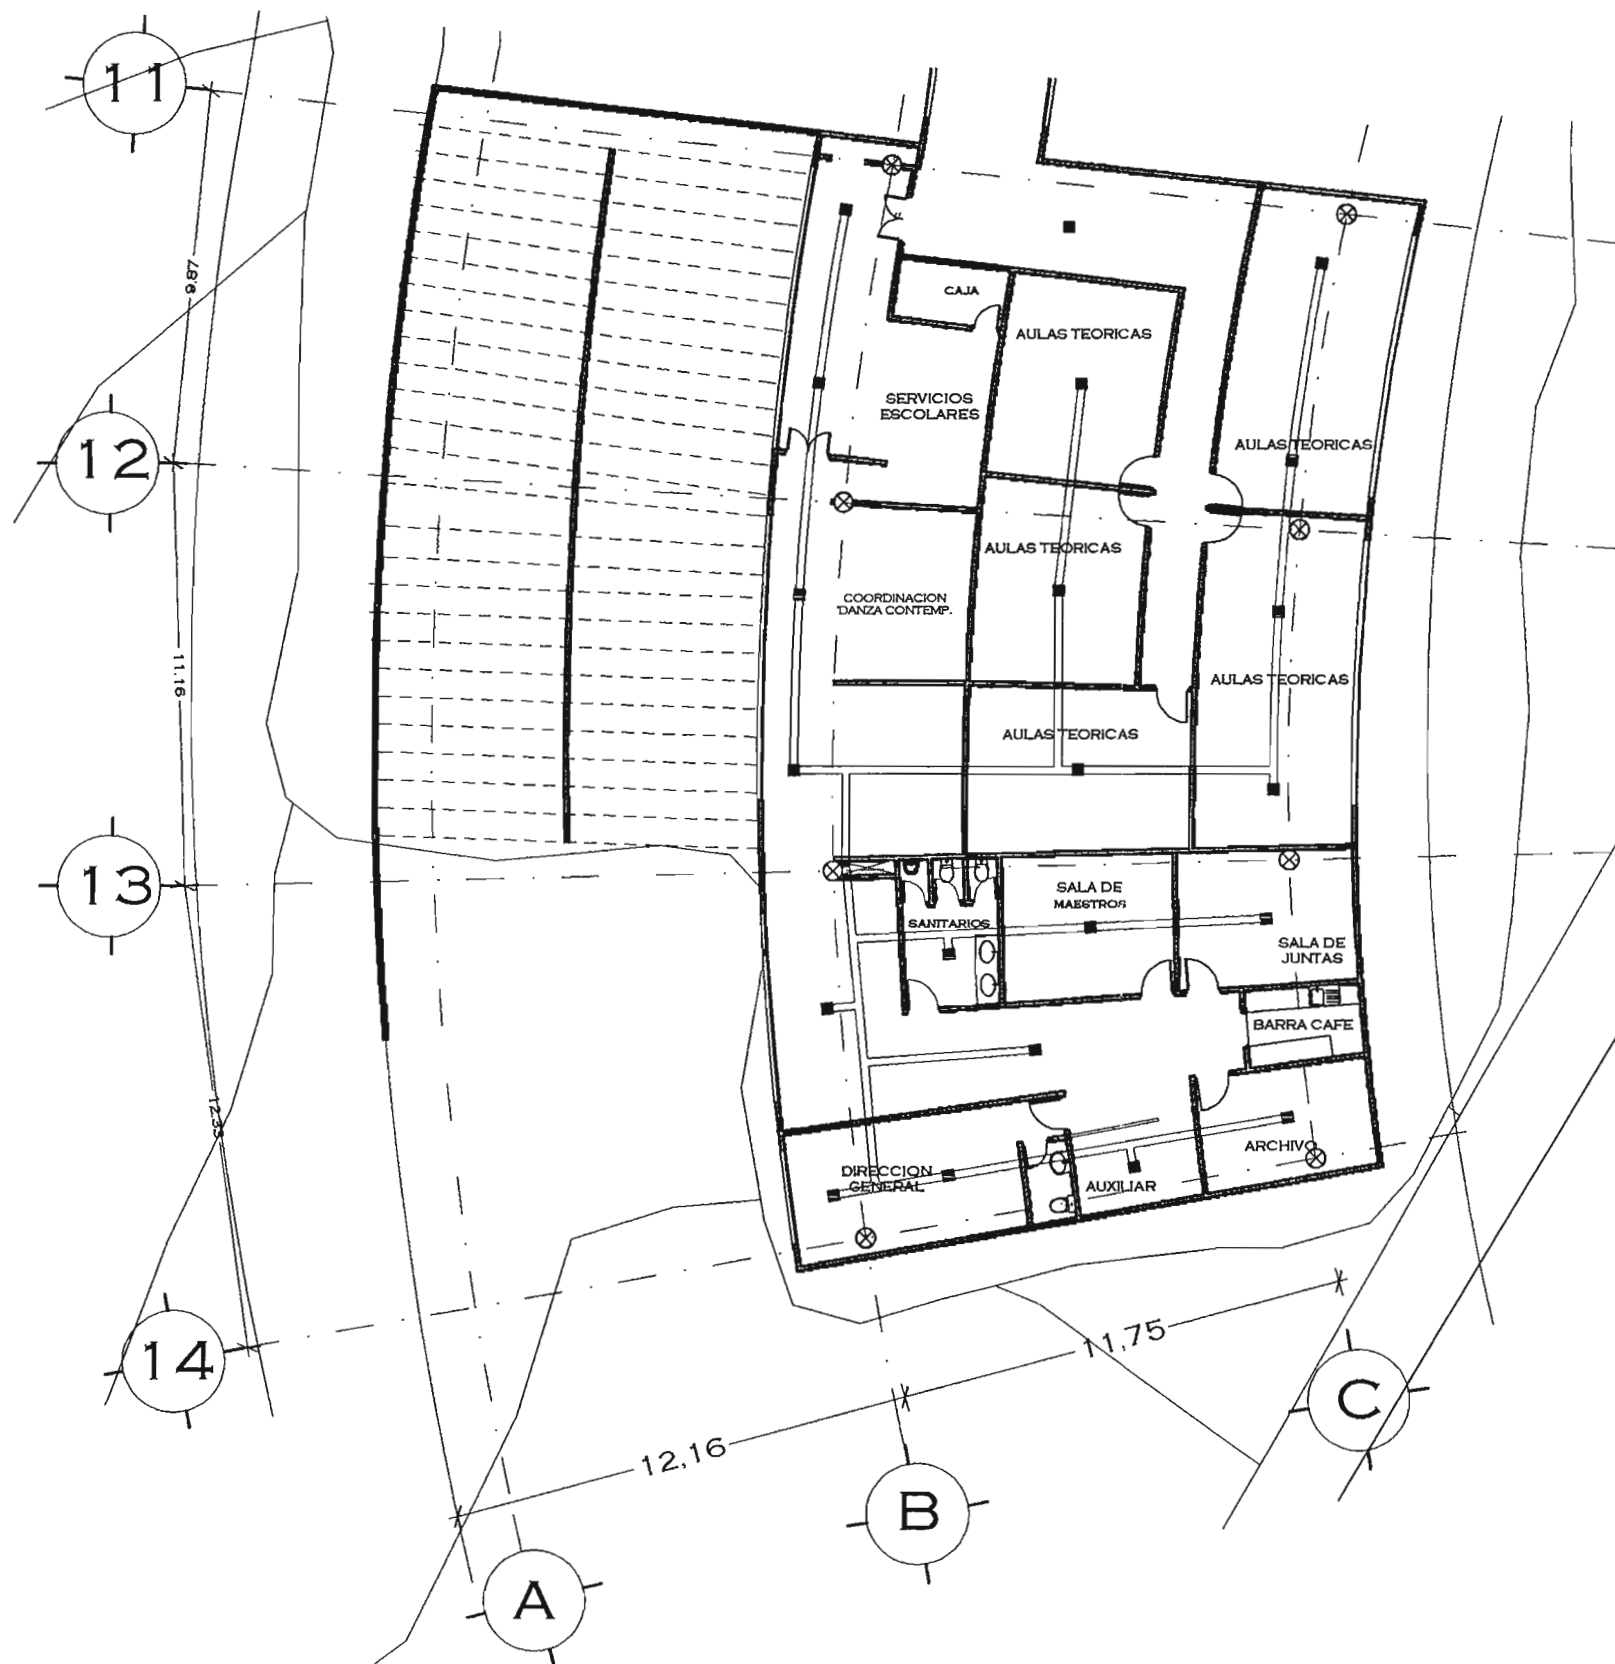 11
9.87
CAJA
AULAS TEORICAS
SERVICIOS
ESCOLARES
AULAS TEORICAS
12
AULAS TEORICAS
COORDINACION
DANZA CONTEMP.
11.16
AULAS TEORICAS
AULAS TEORICAS
13
SALA DE
MAESTROS
SANITARIOS
SALA DE
JUNTAS
BARRA CAFE
12.33
ARCHIVO
DIRECCION
GENERAL
AUXILIAR
14
11,75
C
12,16
B
A